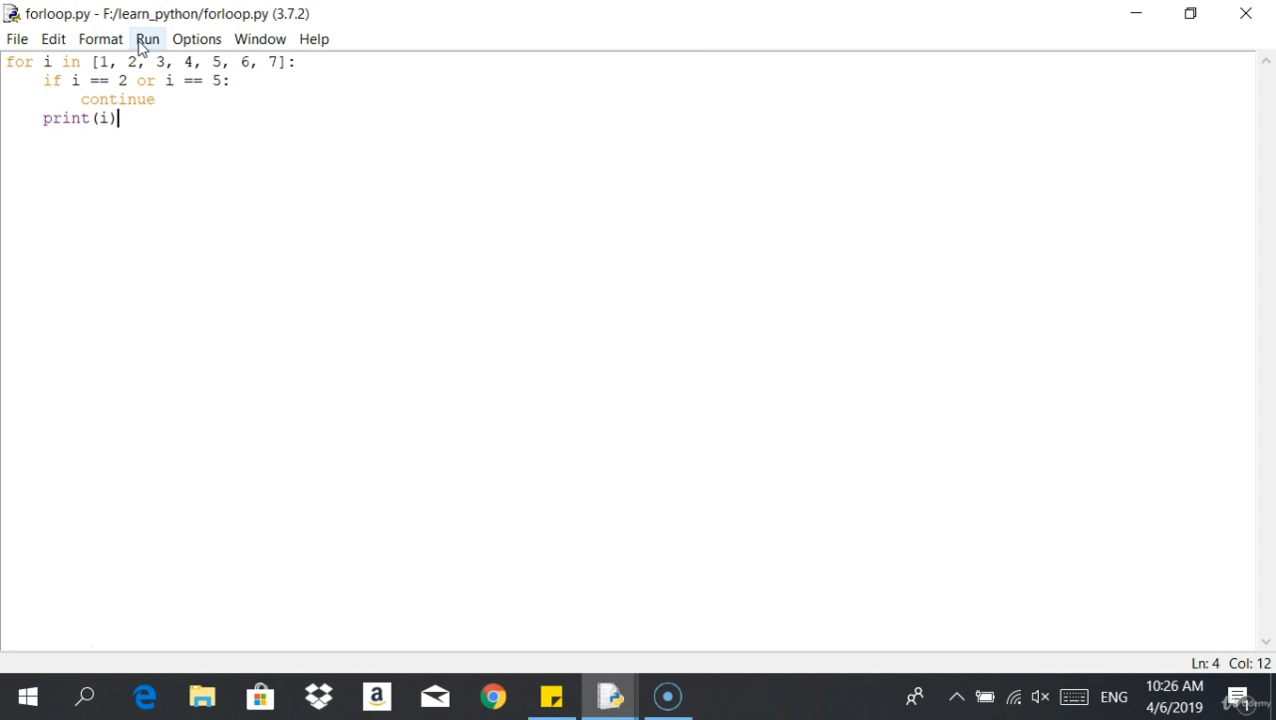 forloop.py - F:/learn_python/forloop.py (3.7.2)
File Edit Format Run Options Window Help
for i in [1, 2, 3, 4, 5, 6, 7]:
    if i == 2 or i == 5:
        continue
    print(i)
Ln: 4 Col: 12
ENG
10:26 AM
4/6/2019
Udemy